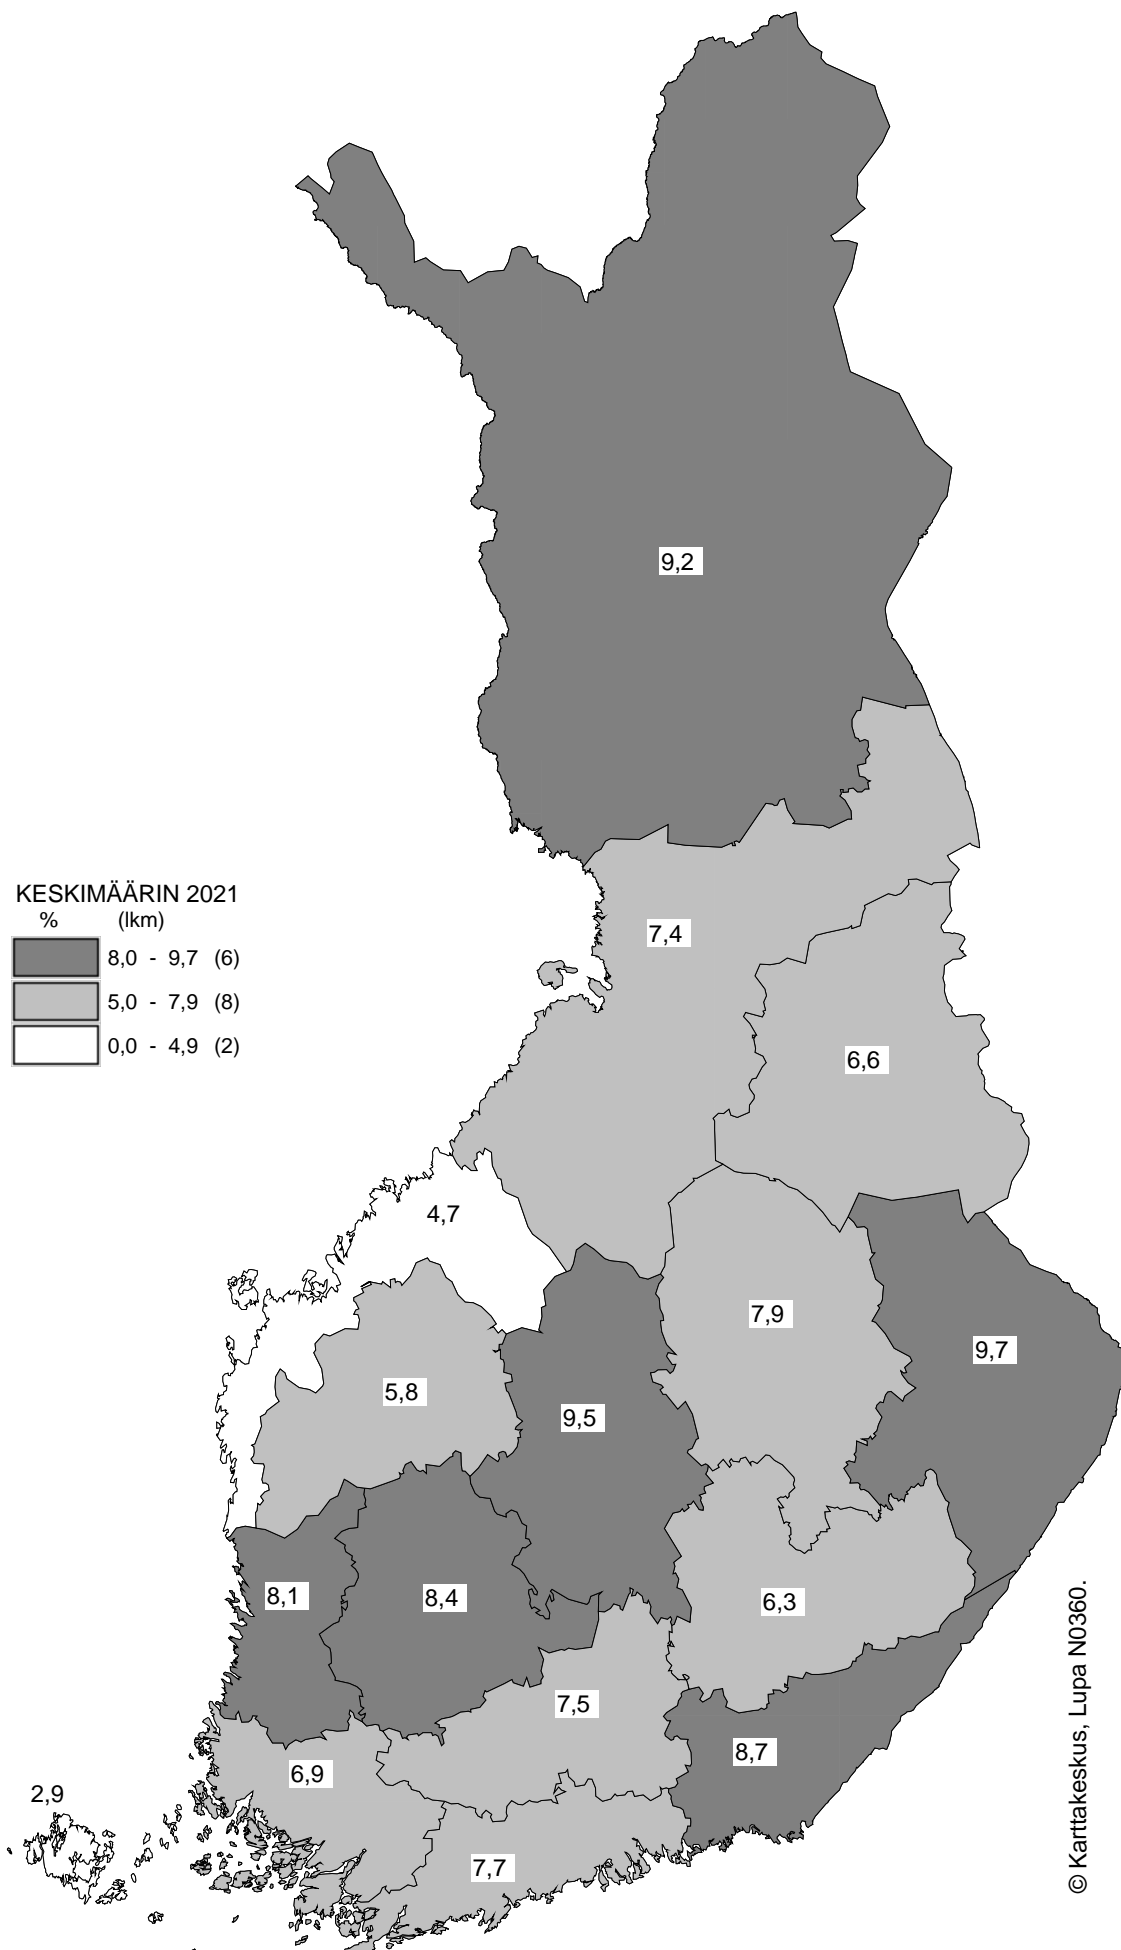 9,2
KESKIMÄÄRIN 2021
% (lkm)
8,0 - 9,7 (6)
5,0 - 7,9 (8)
0,0 - 4,9 (2)
7,4
6,6
4,7
7,9
9,7
5,8
9,5
8,1
8,4
6,3
7,5
8,7
6,9
2,9
7,7
© Karttakeskus, Lupa N0360.